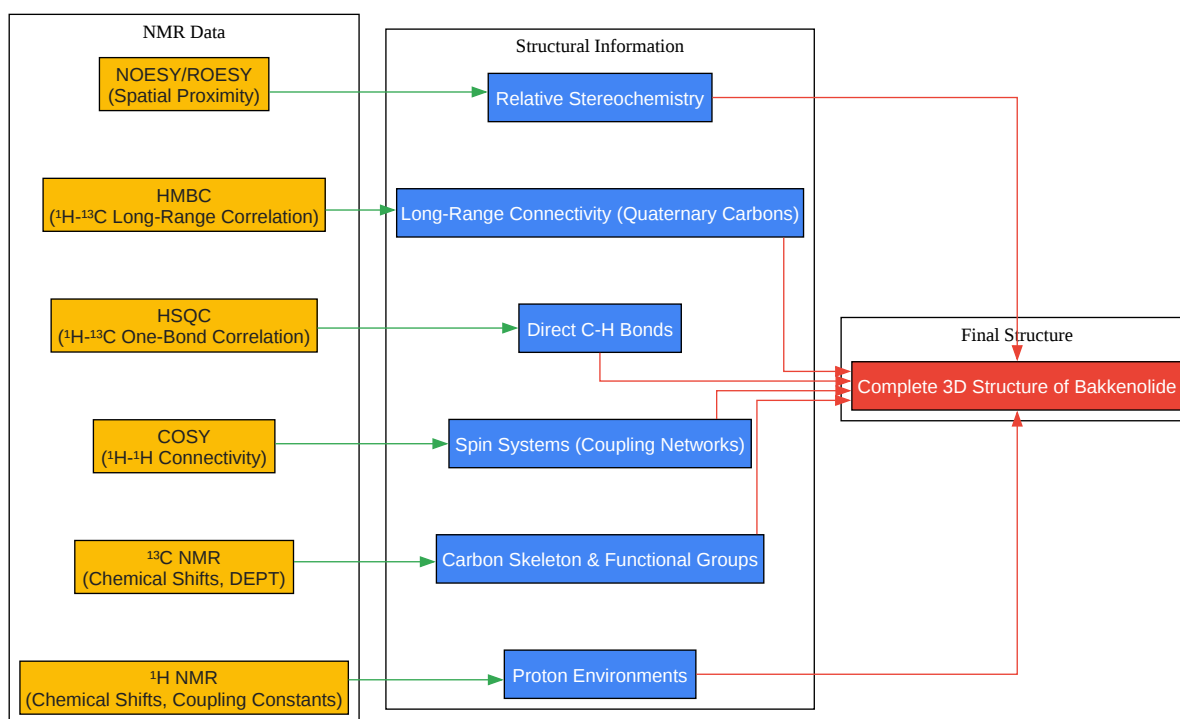 NMR Data
NOESY/ROESY
(Spatial Proximity)
HMBC
(¹H-¹³C Long-Range Correlation)
HSQC
(¹H-¹³C One-Bond Correlation)
COSY
(¹H-¹H Connectivity)
¹³C NMR
(Chemical Shifts, DEPT)
¹H NMR
(Chemical Shifts, Coupling Constants)
Structural Information
Relative Stereochemistry
Long-Range Connectivity (Quaternary Carbons)
Direct C-H Bonds
Spin Systems (Coupling Networks)
Carbon Skeleton & Functional Groups
Proton Environments
Final Structure
Complete 3D Structure of Bakkenolide